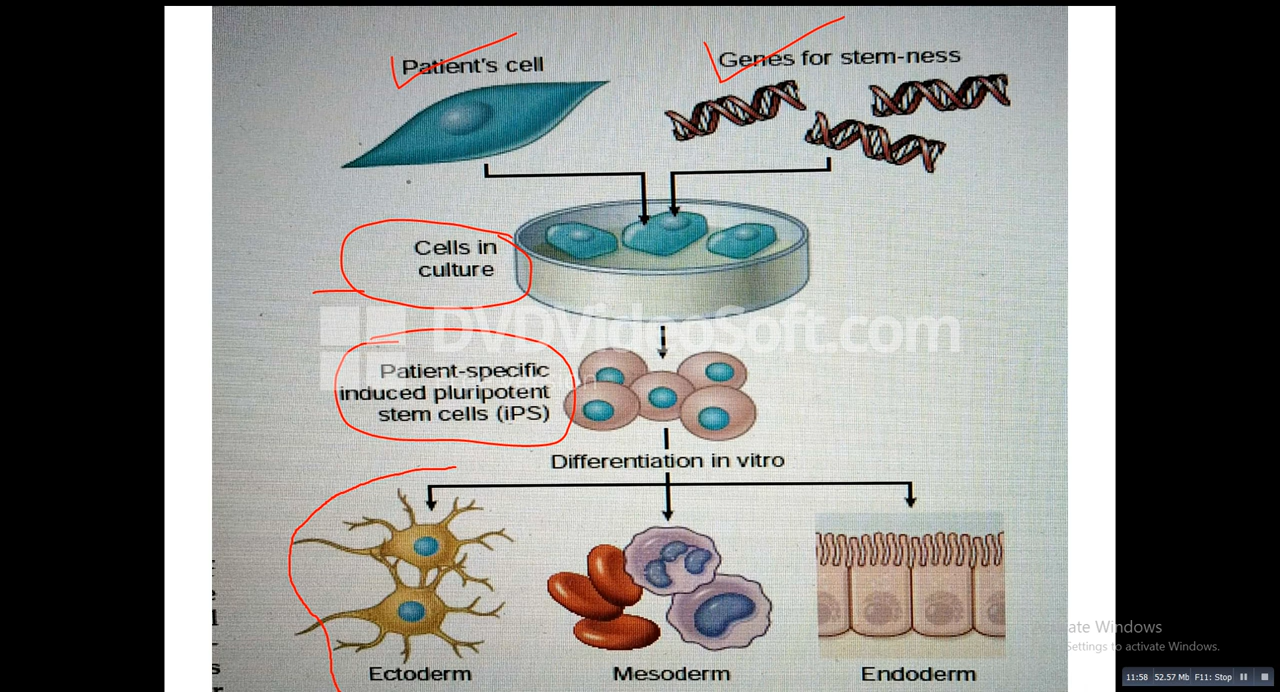 Patient's cell
Genes for stem-ness
Cells in
culture
DVDVideoSoft.com
Patient-specific
induced pluripotent
stem cells (iPS)
Differentiation in vitro
Ectoderm
Mesoderm
Endoderm
ate Windows
Settings to activate Windows.
11:58 52.57 Mb F11: Stop